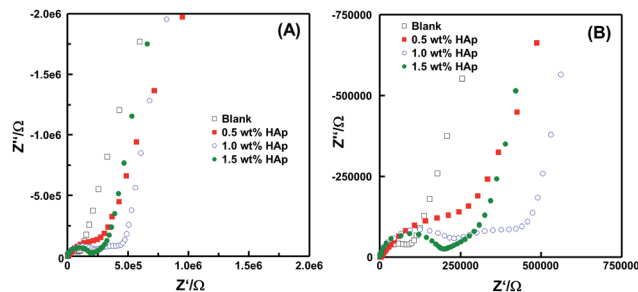 -2.0e6
(A)
-1.5e6
Z"/Ω
-1.0e6
-5.0e5
0
0
5.0e5
1.0e6
1.5e6
2.0e6
Z'/Ω
Blank
0.5 wt% HAp
1.0 wt% HAp
1.5 wt% HAp
-750000
(B)
Blank
0.5 wt% HAp
1.0 wt% HAp
1.5 wt% HAp
-500000
Z"/Ω
-250000
0
0
250000
500000
750000
Z'/Ω